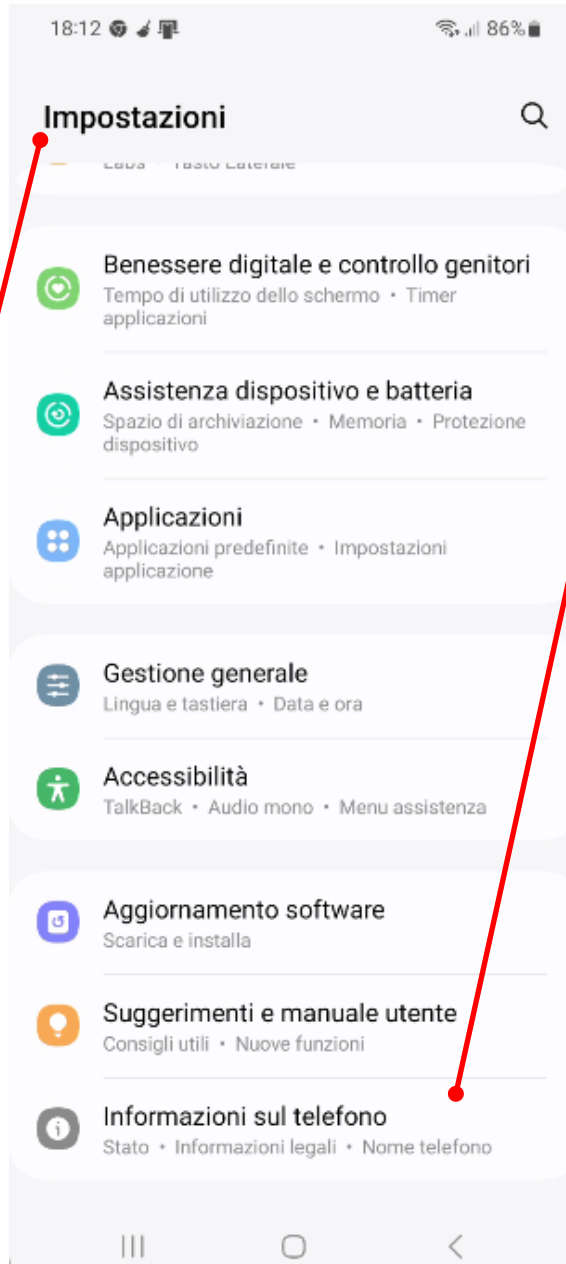 18:12 86%
Impostazioni
Labs • Tasto Laterale
Benessere digitale e controllo genitori
Tempo di utilizzo dello schermo • Timer
applicazioni
Assistenza dispositivo e batteria
Spazio di archiviazione • Memoria • Protezione
dispositivo
Applicazioni
Applicazioni predefinite • Impostazioni
applicazione
Gestione generale
Lingua e tastiera • Data e ora
Accessibilità
TalkBack • Audio mono • Menu assistenza
Aggiornamento software
Scarica e installa
Suggerimenti e manuale utente
Consigli utili • Nuove funzioni
Informazioni sul telefono
Stato • Informazioni legali • Nome telefono